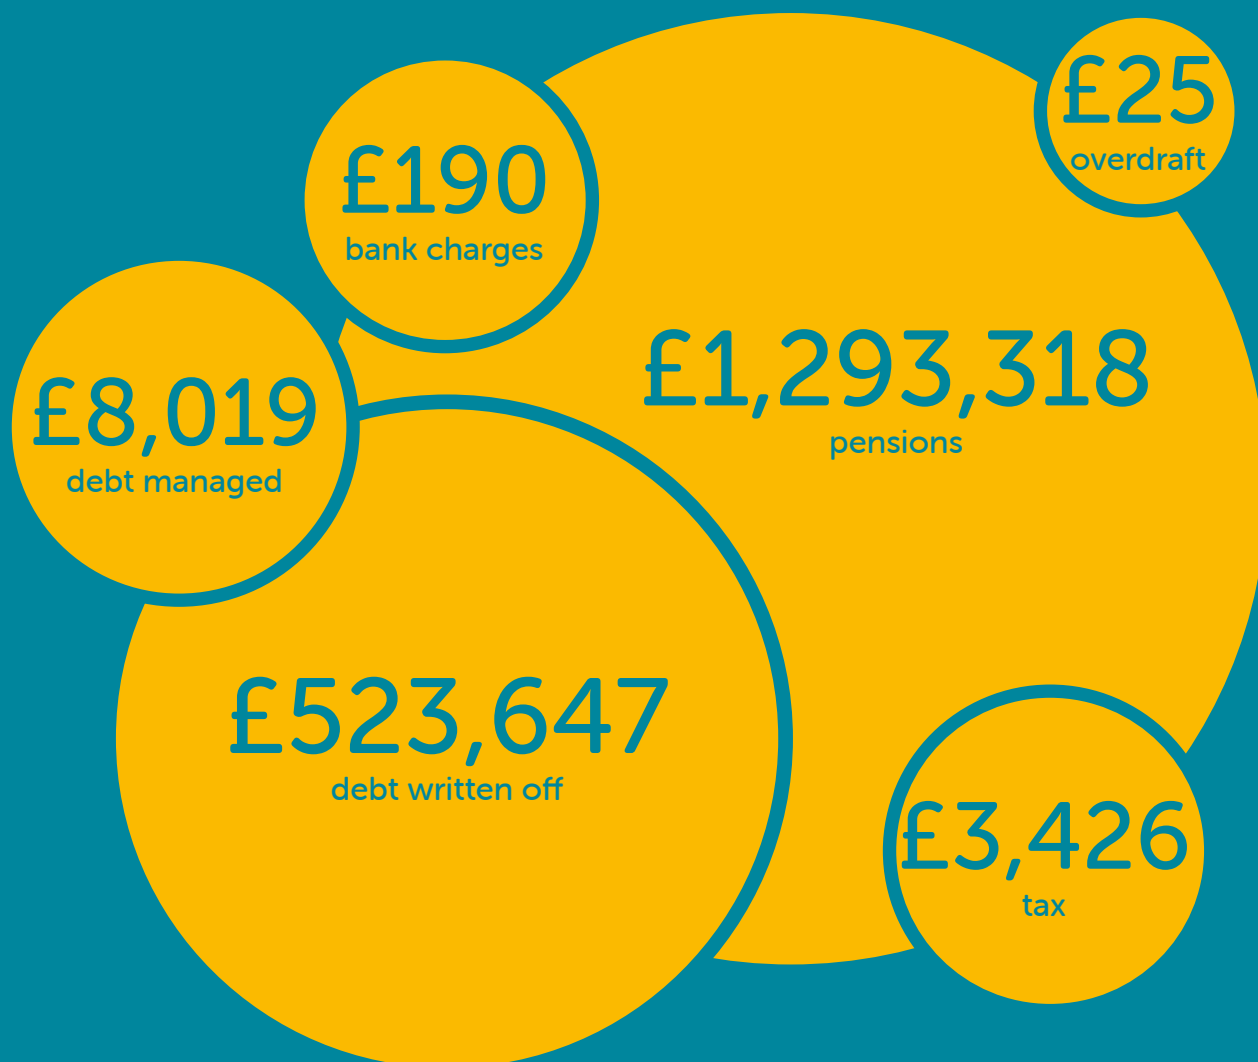 £25
overdraft
£190
bank charges
£1,293,318
pensions
£8,019
debt managed
£523,647
debt written off
£3,426
tax